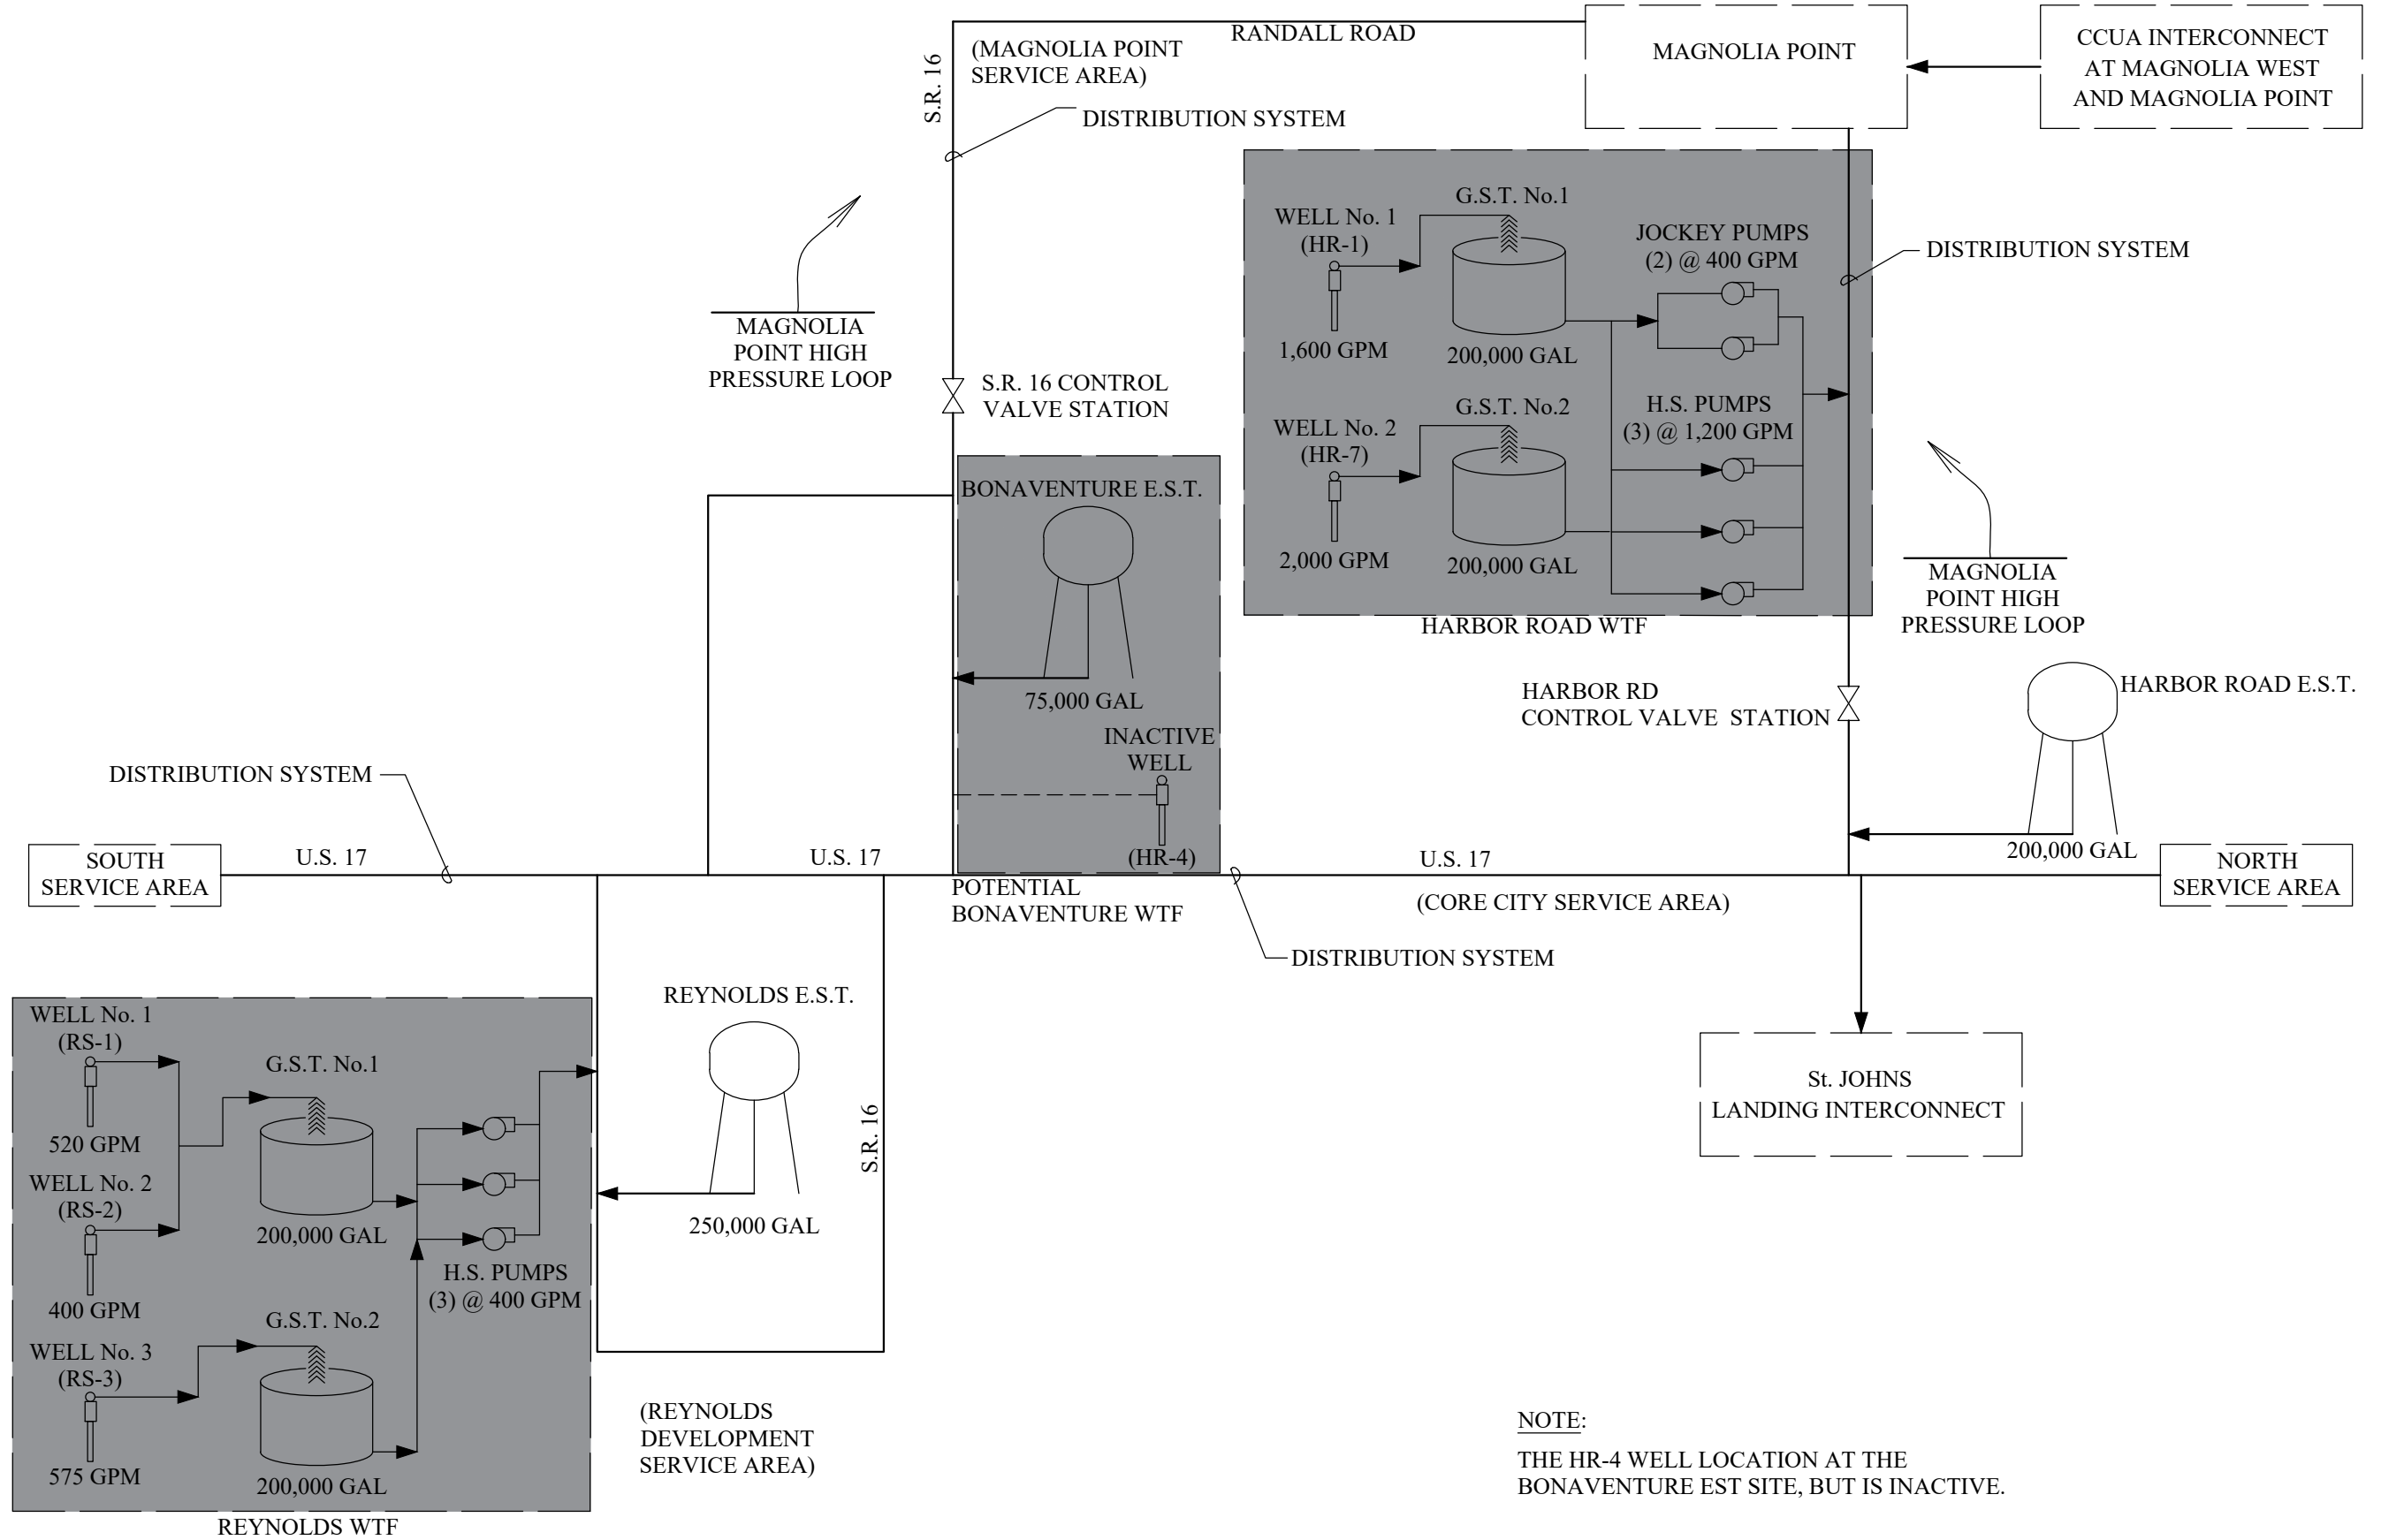 RANDALL ROAD
(MAGNOLIA POINT
SERVICE AREA)
S.R. 16
DISTRIBUTION SYSTEM
MAGNOLIA POINT
CCUA INTERCONNECT
AT MAGNOLIA WEST
AND MAGNOLIA POINT
MAGNOLIA
POINT HIGH
PRESSURE LOOP
S.R. 16 CONTROL
VALVE STATION
WELL No. 1
(HR-1)
1,600 GPM
G.S.T. No.1
200,000 GAL
JOCKEY PUMPS
(2) @ 400 GPM
DISTRIBUTION SYSTEM
WELL No. 2
(HR-7)
2,000 GPM
G.S.T. No.2
200,000 GAL
H.S. PUMPS
(3) @ 1,200 GPM
HARBOR ROAD WTF
MAGNOLIA
POINT HIGH
PRESSURE LOOP
BONAVENTURE E.S.T.
75,000 GAL
INACTIVE
WELL
(HR-4)
POTENTIAL
BONAVENTURE WTF
HARBOR RD
CONTROL VALVE STATION
HARBOR ROAD E.S.T.
200,000 GAL
DISTRIBUTION SYSTEM
SOUTH
SERVICE AREA
U.S. 17
U.S. 17
U.S. 17
(CORE CITY SERVICE AREA)
NORTH
SERVICE AREA
DISTRIBUTION SYSTEM
St. JOHNS
LANDING INTERCONNECT
WELL No. 1
(RS-1)
520 GPM
WELL No. 2
(RS-2)
400 GPM
WELL No. 3
(RS-3)
575 GPM
G.S.T. No.1
200,000 GAL
G.S.T. No.2
200,000 GAL
H.S. PUMPS
(3) @ 400 GPM
REYNOLDS WTF
REYNOLDS E.S.T.
250,000 GAL
S.R. 16
(REYNOLDS
DEVELOPMENT
SERVICE AREA)
NOTE:
THE HR-4 WELL LOCATION AT THE
BONAVENTURE EST SITE, BUT IS INACTIVE.